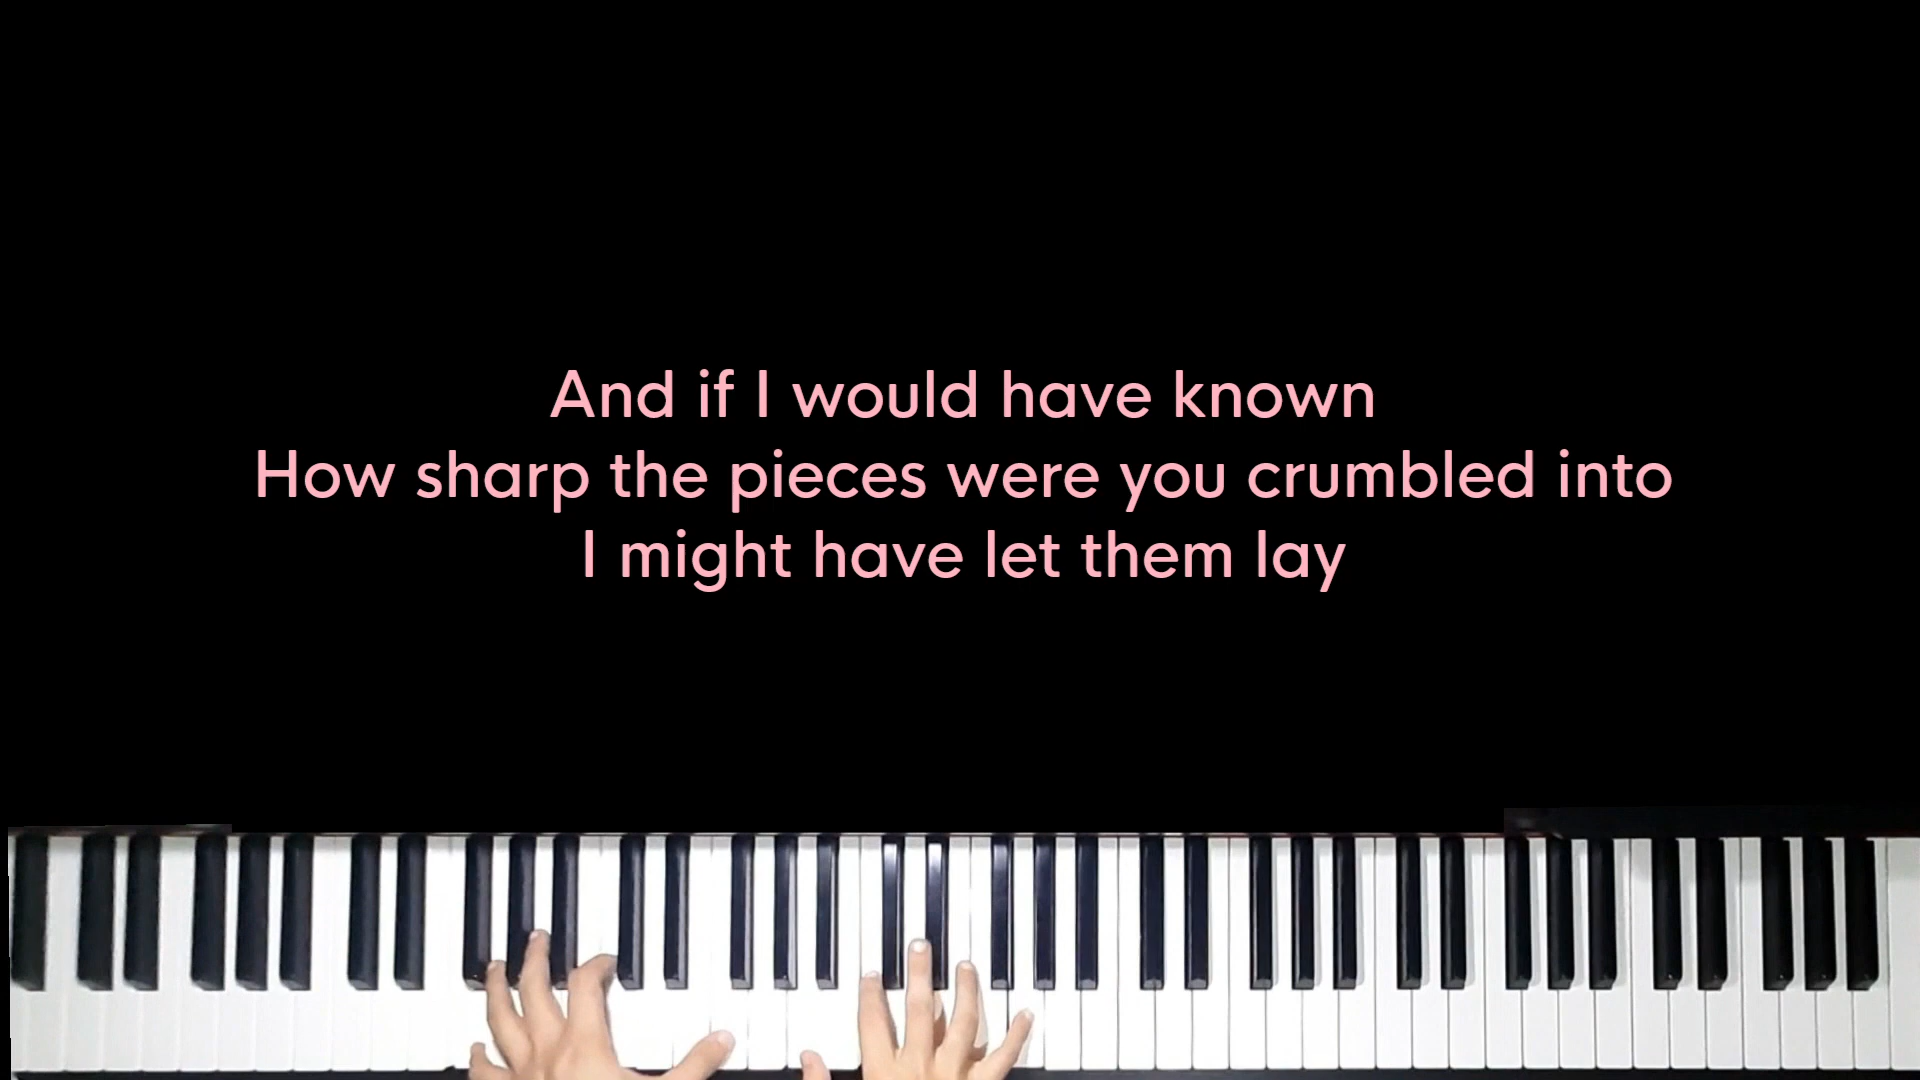 And if I would have known
How sharp the pieces were you crumbled into
I might have let them lay